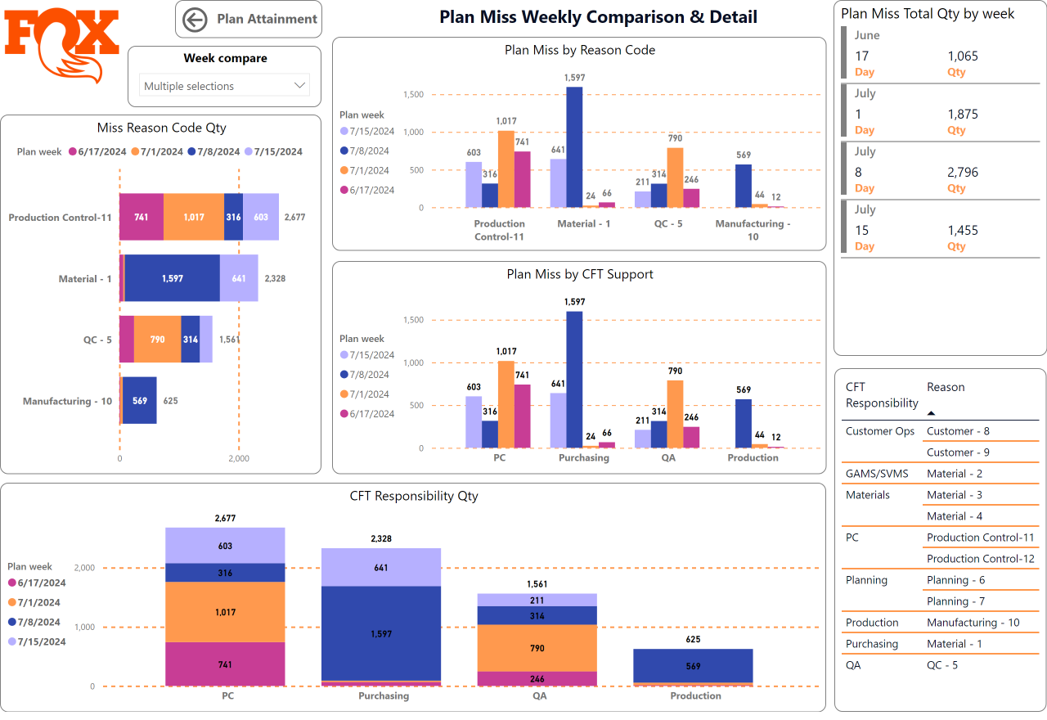 FOX
Plan Attainment
Week compare
Multiple selections
Plan Miss Weekly Comparison & Detail
Miss Reason Code Qty
Plan week 6/17/2024 7/1/2024 7/8/2024 7/15/2024
Production Control-11 741 1,017 316 603 2,677
Material - 1 1,597 641 2,328
QC - 5 790 314 1,561
Manufacturing - 10 569 625
0 2,000
Plan Miss by Reason Code
Plan week
7/15/2024
7/8/2024
7/1/2024
6/17/2024
1,500
1,000
500
0
603 316 1,017 741
641 1,597 24 66
211 314 790 246
569 44 12
Production
Control-11
Material - 1
QC - 5
Manufacturing -
10
Plan Miss by CFT Support
Plan week
7/15/2024
7/8/2024
7/1/2024
6/17/2024
1,500
1,000
500
0
603 316 1,017 741
641 1,597 24 66
211 314 790 246
569 44 12
PC Purchasing QA Production
Plan Miss Total Qty by week
June
17 1,065
Day Qty
July
1 1,875
Day Qty
July
8 2,796
Day Qty
July
15 1,455
Day Qty
CFT Responsibility Qty
Plan week
6/17/2024
7/1/2024
7/8/2024
7/15/2024
2,000
1,000
0
2,677
603
316
1,017
741
2,328
641
1,597
1,561
211
314
790
246
625
569
PC Purchasing QA Production
CFT Reason
Responsibility
Customer Ops Customer - 8
Customer - 9
GAMS/SVMS Material - 2
Materials Material - 3
Material - 4
PC Production Control-11
Production Control-12
Planning Planning - 6
Planning - 7
Production Manufacturing - 10
Purchasing Material - 1
QA QC - 5